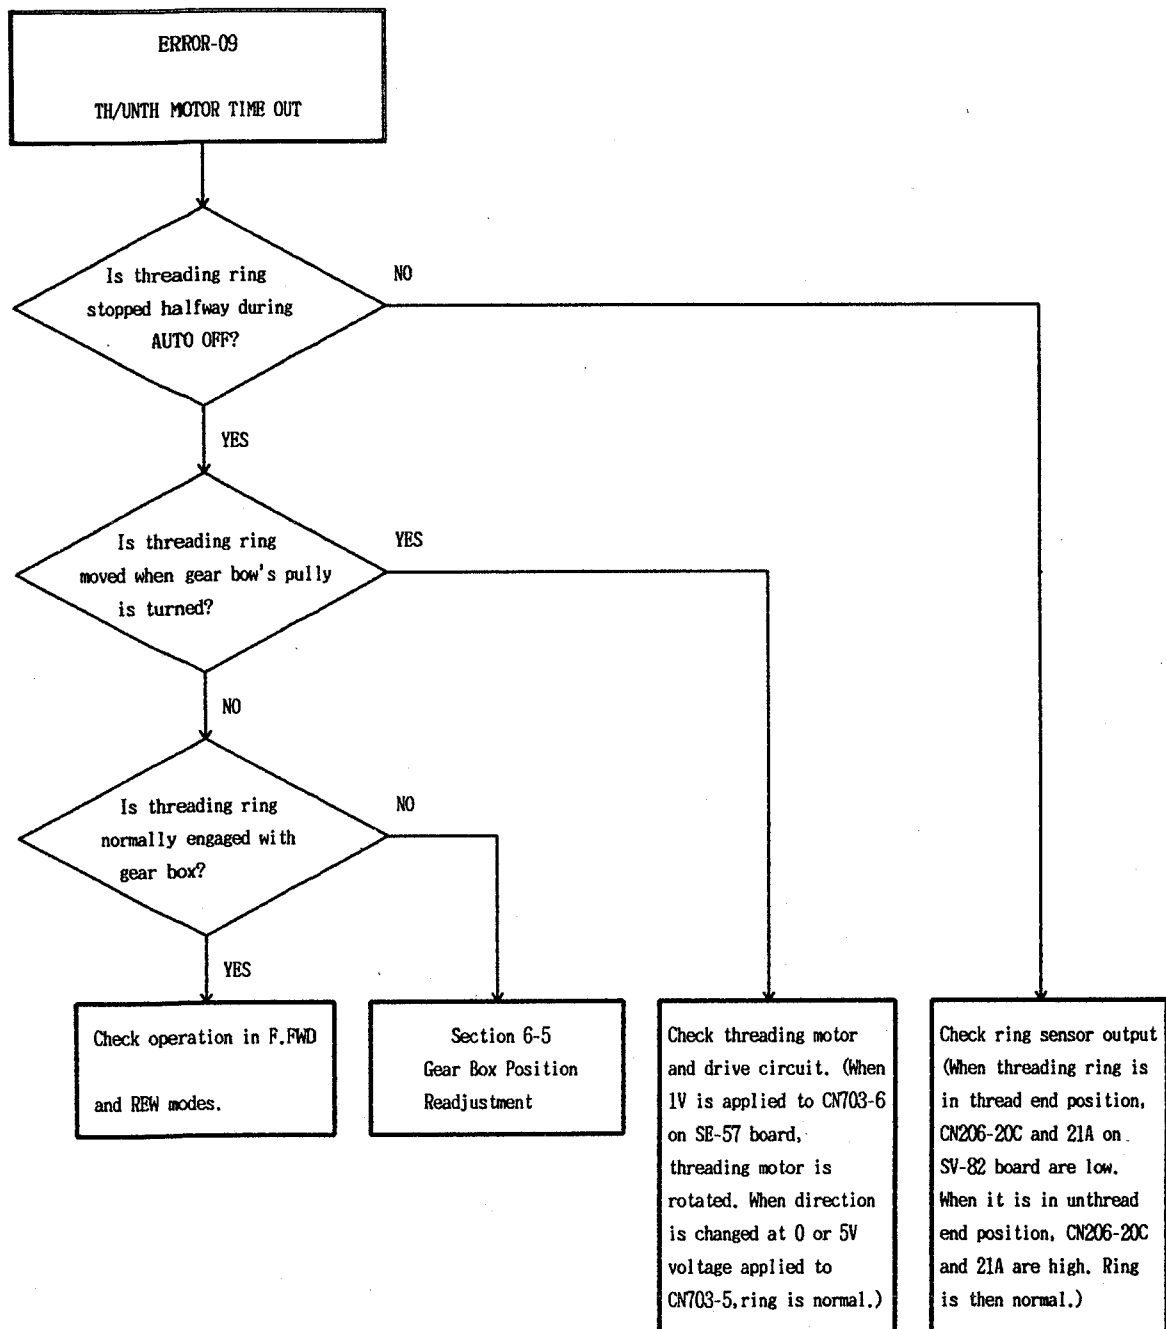 ERROR-09
TH/UNTH MOTOR TIME OUT
Is threading ring
stopped halfway during
AUTO OFF?
NO
YES
Is threading ring
moved when gear bow's pully
is turned?
YES
NO
Is threading ring
normally engaged with
gear box?
NO
YES
Check operation in F.FWD
and REW modes.
Section 6-5
Gear Box Position
Readjustment
Check threading motor
and drive circuit. (When
1V is applied to CN703-6
on SE-57 board,
threading motor is
rotated. When direction
is changed at 0 or 5V
voltage applied to
CN703-5, ring is normal.)
Check ring sensor output
(When threading ring is
in thread end position,
CN206-20C and 21A on
SV-82 board are low.
When it is in unthread
end position, CN206-20C
and 21A are high. Ring
is then normal.)